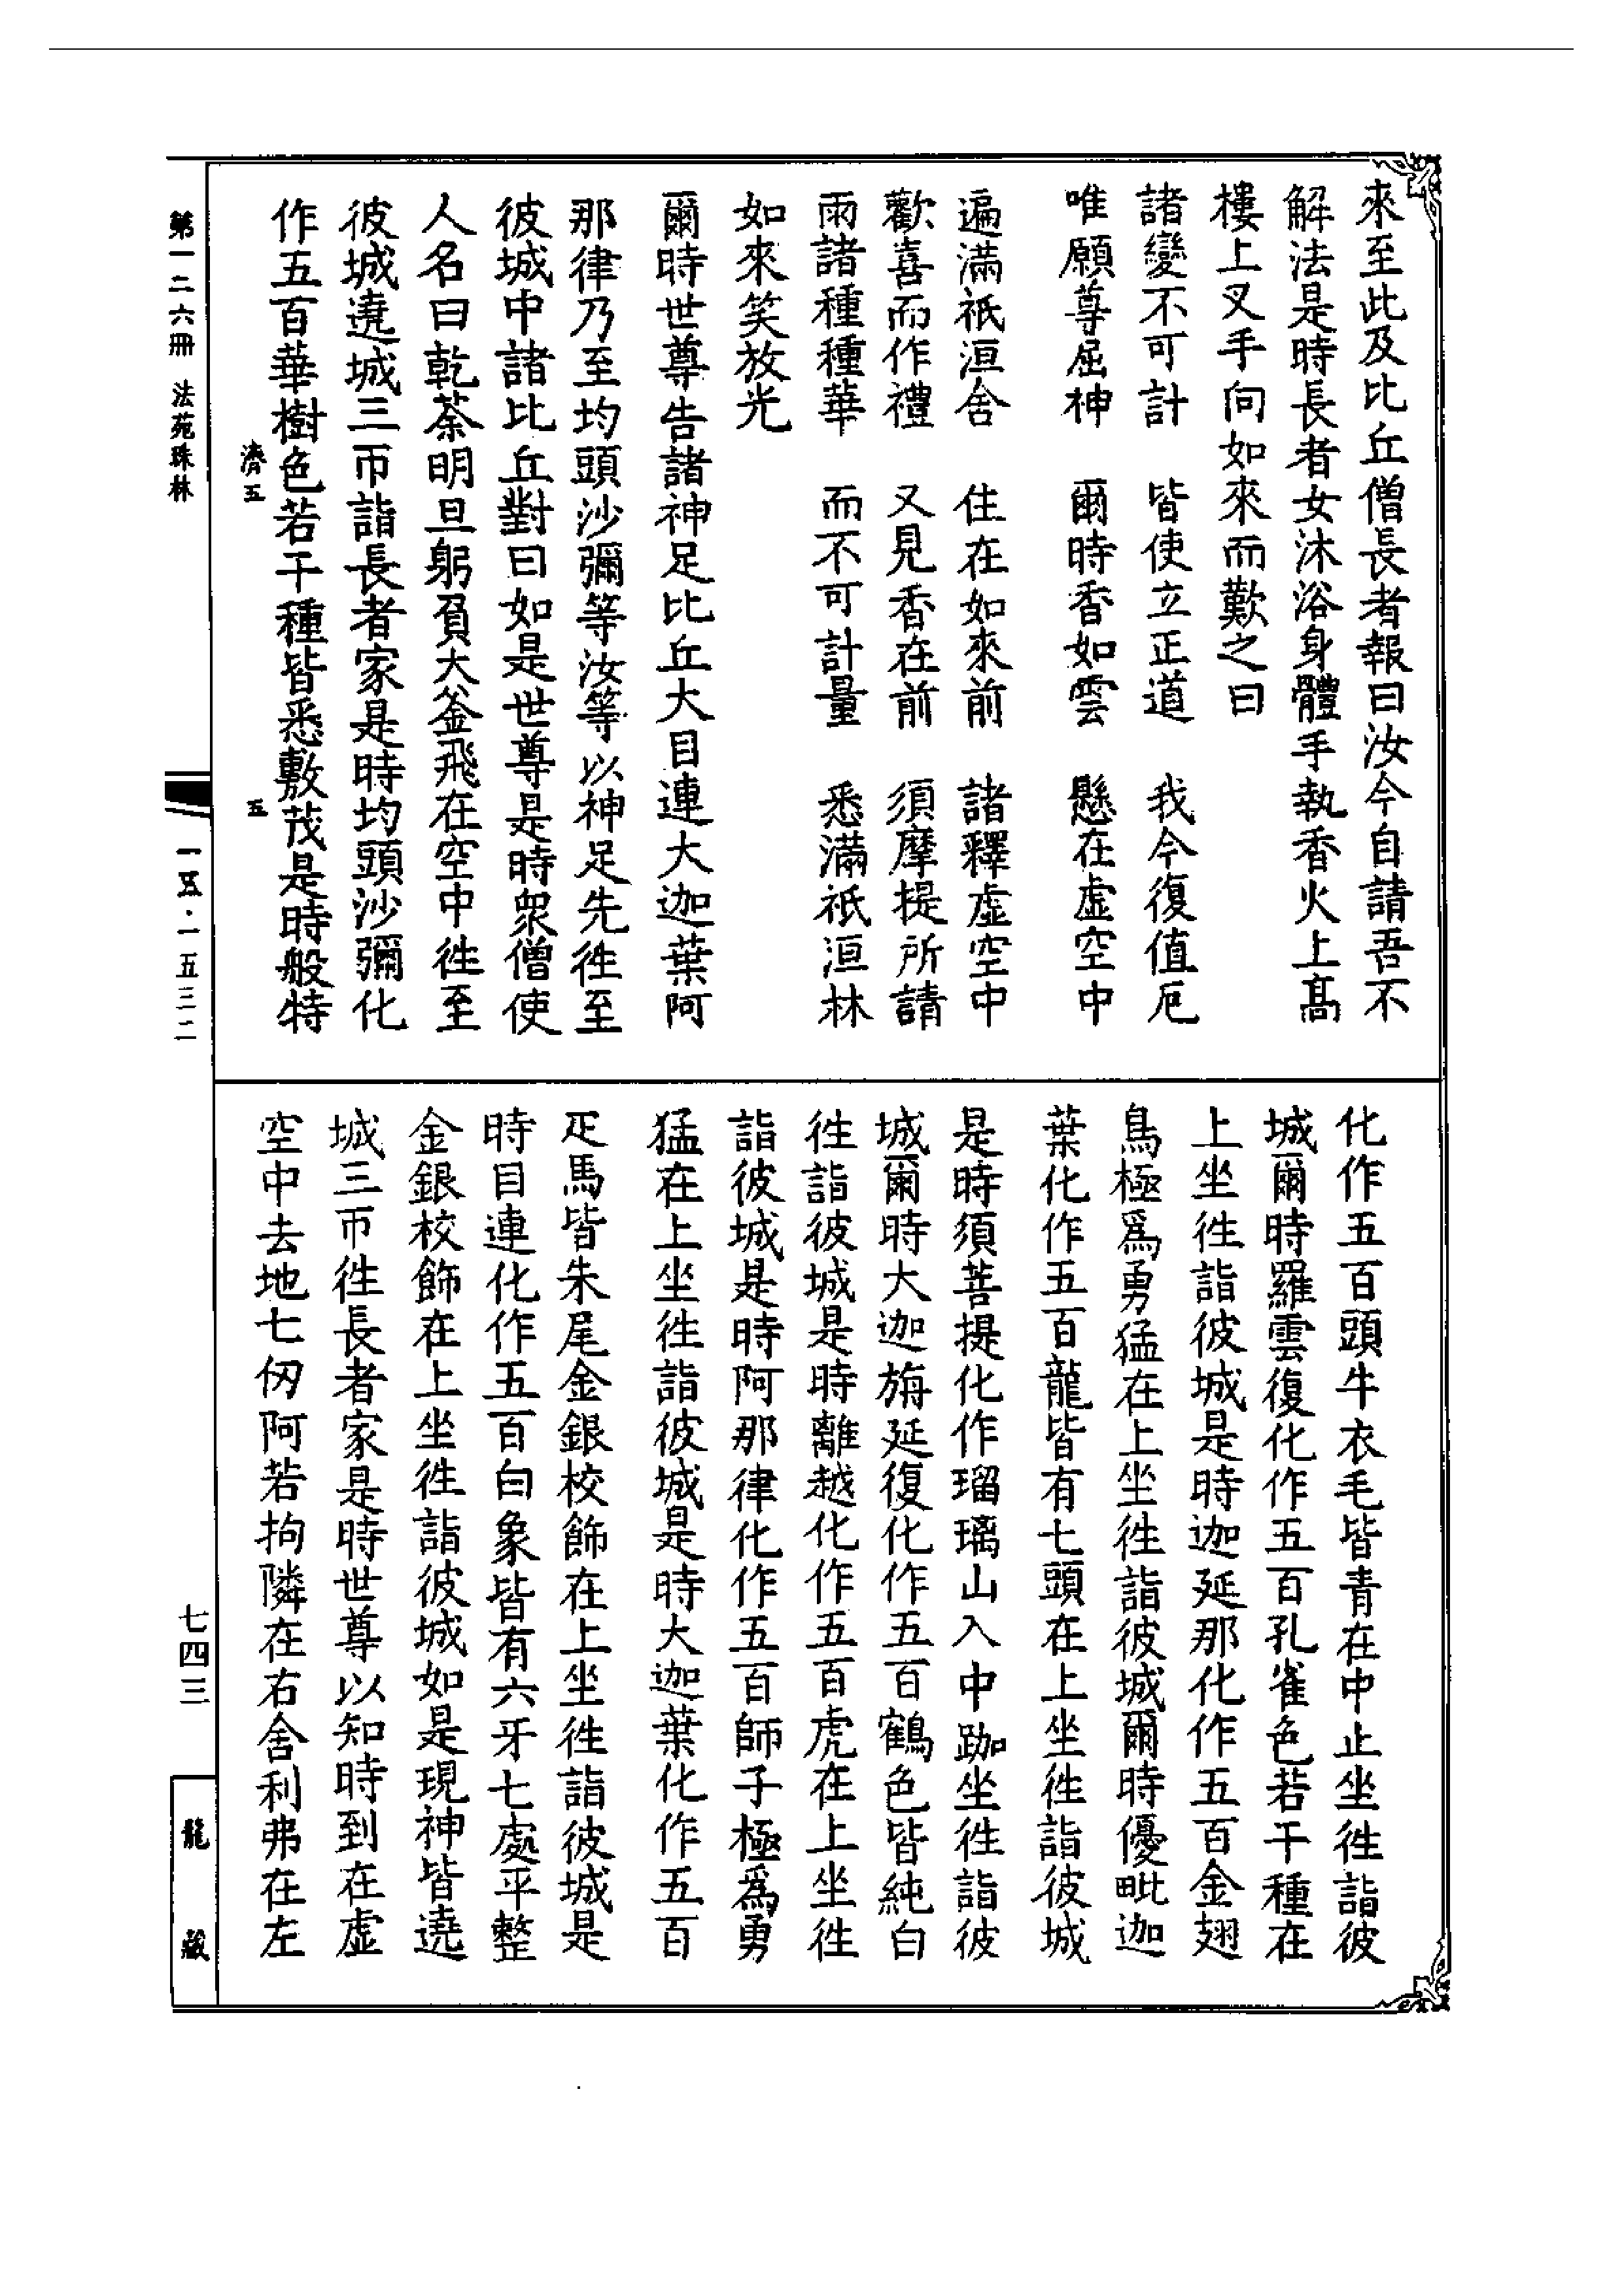 來至此及比丘僧長者報曰汝今自請吾不
解法是時長者女沐浴身體手執香火上高
樓上叉手向如來而歎之曰
諸變不可計　皆使立正道　我今復值厄
唯願尊屈神　爾時香如雲　懸在虛空中
遍滿祇洹舍　住在如來前　諸釋虛空中
歡喜而作禮　又見香在前　須摩提所請
雨諸種種華　而不可計量　悉滿祇洹林
如來笑放光
爾時世尊告諸神足比丘大目連大迦葉阿
那律乃至均頭沙彌等汝等以神足先徃至
彼城中諸比丘對曰如是世尊是時眾僧使
人名曰乾荼明旦躬負大釜飛在空中徃至
彼城遶城三帀詣長者家是時均頭沙彌化
作五百華樹色若干種皆悉敷茂是時般特
化作五百頭牛衣毛皆青在中止坐徃詣彼
城爾時羅雲復化作五百孔雀色若干種在
上坐徃詣彼城是時迦延那化作五百金翅
鳥極爲勇猛在上坐徃詣彼城爾時優毗迦
葉化作五百龍皆有七頭在上坐徃詣彼城
是時須菩提化作瑠璃山入中跏坐徃詣彼
城爾時大迦旃延復化作五百鶴色皆純白
徃詣彼城是時離越化作五百虎在上坐徃
詣彼城是時阿那律化作五百師子極爲勇
猛在上坐徃詣彼城是時大迦葉化作五百
疋馬皆朱尾金銀校飾在上坐徃詣彼城是
時目連化作五百白象皆有六牙七處平整
金銀校飾在上坐徃詣彼城如是現神皆遶
城三帀徃長者家是時世尊以知時到在虛
空中去地七仞阿若拘隣在右舍利弗在左
濟五
五
第一二六冊　法苑珠林
一五・一五三二
七四三
龍藏